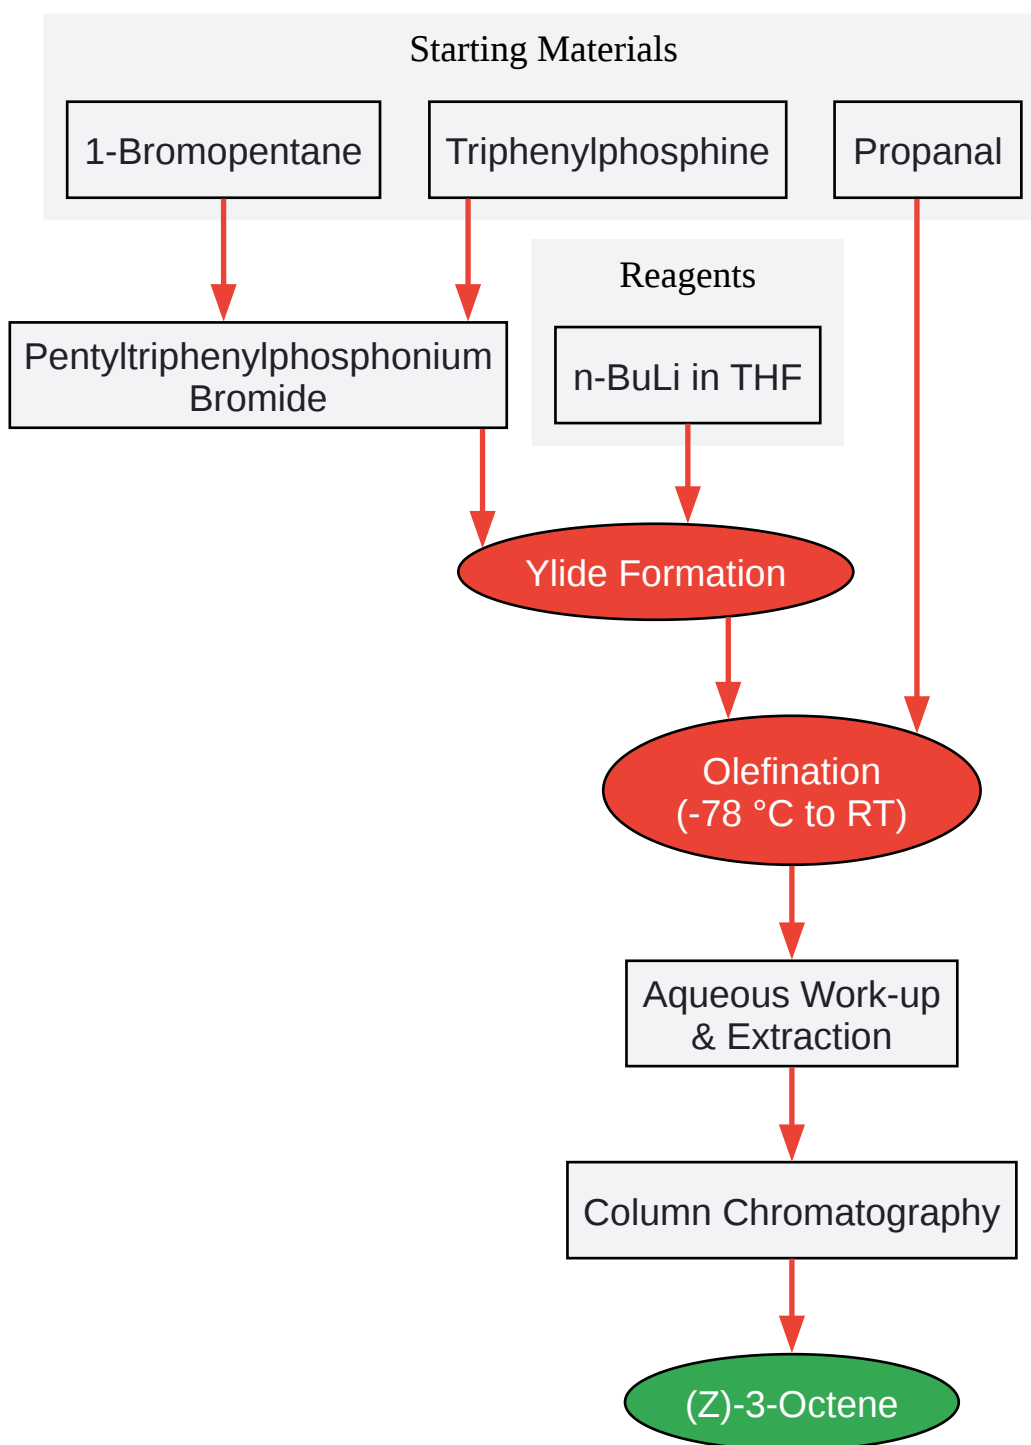 Starting Materials
1-Bromopentane
Triphenylphosphine
Propanal
Reagents
Pentyltriphenylphosphonium
Bromide
n-BuLi in THF
Ylide Formation
Olefination
(-78 °C to RT)
Aqueous Work-up
& Extraction
Column Chromatography
(Z)-3-Octene